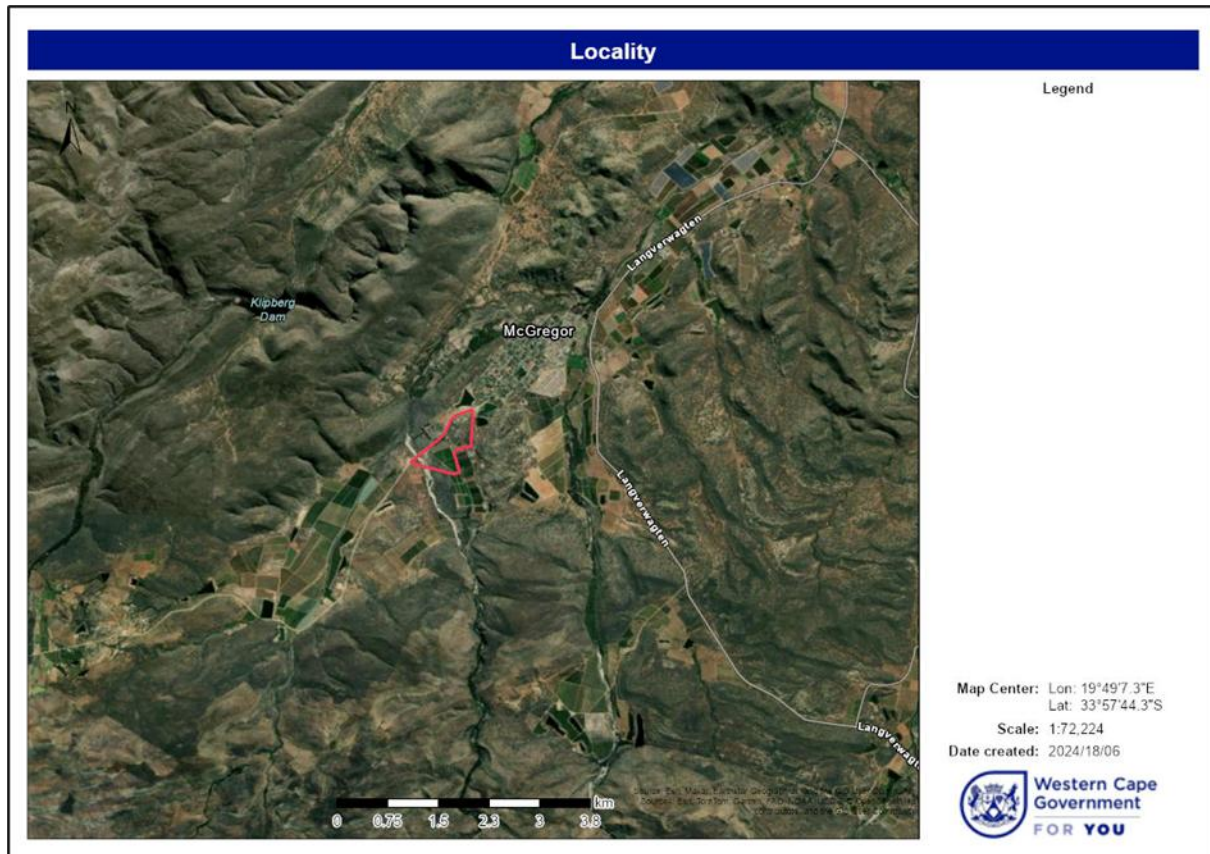 Locality
N
Legend
Klipberg
Dam
McGregor
Langverwagten
Langverwagten
Langverwagte
km
0 0.75 1.5 2.3 3 3.8
Map Center: Lon: 19°49'7.3"E
Lat: 33°57'44.3"S
Scale: 1:72,224
Date created: 2024/18/06
Western Cape
Government
FOR YOU